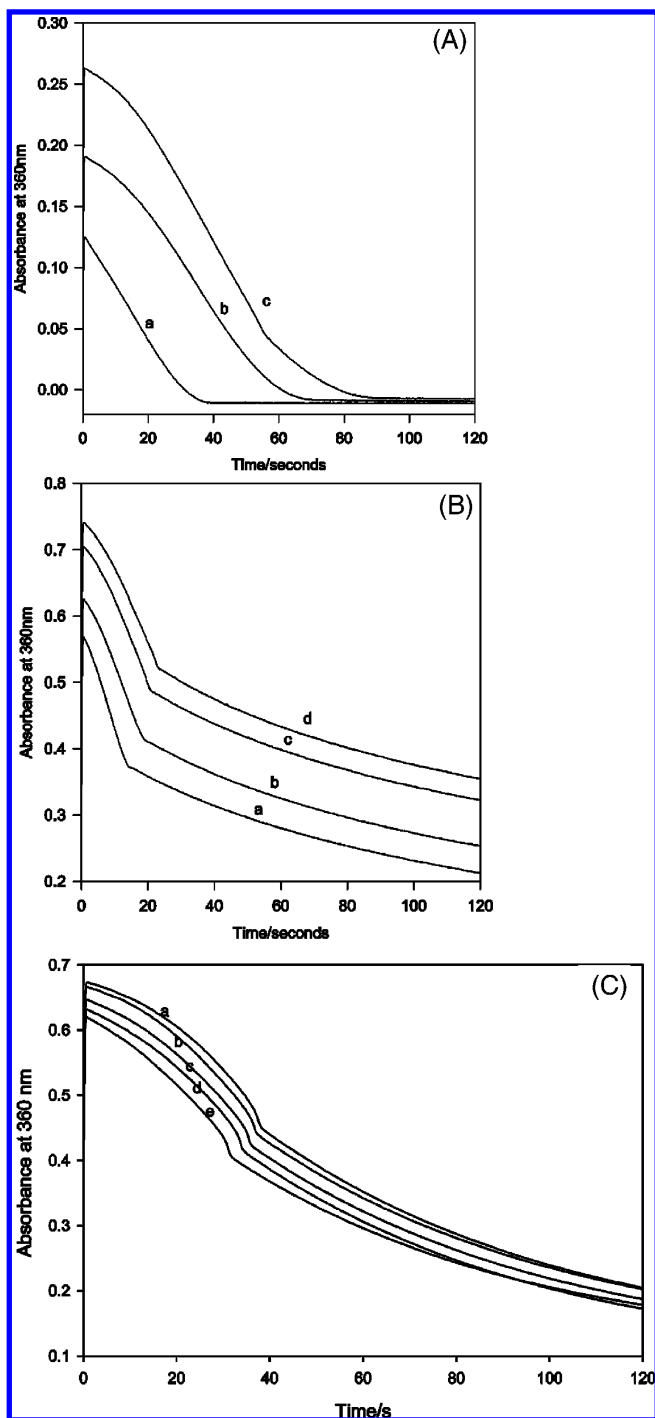 (A)
Absorbance at 360nm
0.30
0.25
0.20
0.15
0.10
0.05
0.00
a
b
c
0 20 40 60 80 100 120
Time/seconds
(B)
Absorbance at 360nm
0.8
0.7
0.6
0.5
0.4
0.3
0.2
d
c
b
a
0 20 40 60 80 100 120
Time/seconds
(C)
Absorbance at 360 nm
0.7
0.6
0.5
0.4
0.3
0.2
0.1
a
b
c
d
e
0 20 40 60 80 100 120
Time/s